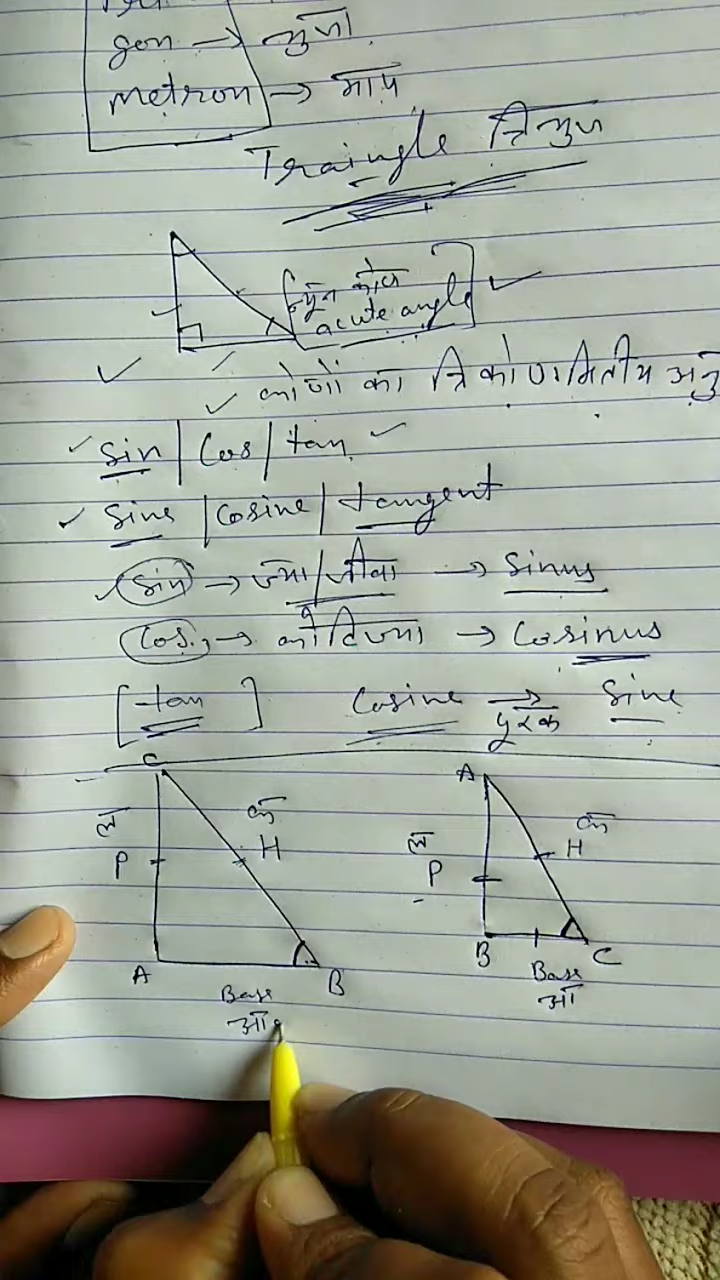 gon → भुजा
metron → माप
Traingle त्रिभुज
न्यून कोण
acute angle
कोणों का त्रिकोणमितीय अनु
Sin | Cos | tan
Sine | Cosine | tangent
Sin → ज्या/जीवा → Sinus
Cos → कोटिज्या → Cosinus
[tan] Cosine → Sine
पूरक
C A
ल क ल क
P H P H
A B B C
Base Base
आ आ